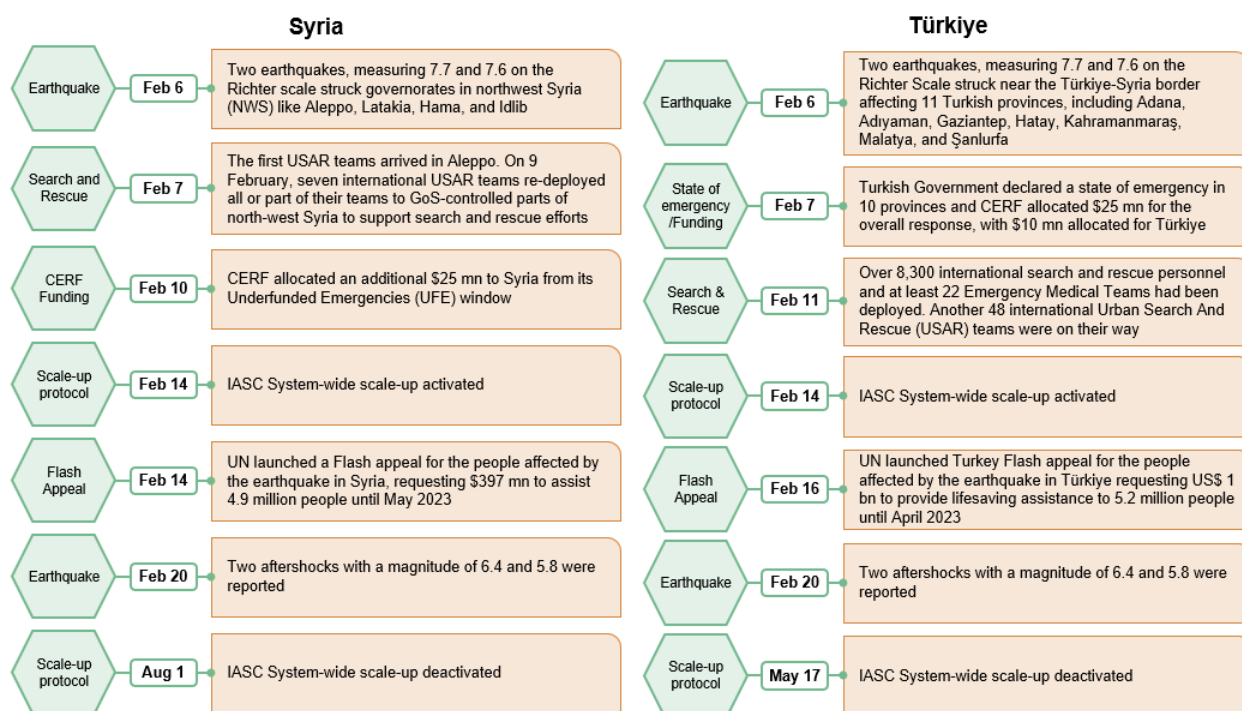 Syria
Earthquake
Feb 6
Two earthquakes, measuring 7.7 and 7.6 on the
Richter scale struck governorates in northwest Syria
(NWS) like Aleppo, Latakia, Hama, and Idlib
Search and
Rescue
Feb 7
The first USAR teams arrived in Aleppo. On 9
February, seven international USAR teams re-deployed
all or part of their teams to GoS-controlled parts of
north-west Syria to support search and rescue efforts
CERF
Funding
Feb 10
CERF allocated an additional $25 mn to Syria from its
Underfunded Emergencies (UFE) window
Scale-up
protocol
Feb 14
IASC System-wide scale-up activated
Flash
Appeal
Feb 14
UN launched a Flash appeal for the people affected by
the earthquake in Syria, requesting $397 mn to assist
4.9 million people until May 2023
Earthquake
Feb 20
Two aftershocks with a magnitude of 6.4 and 5.8 were
reported
Scale-up
protocol
Aug 1
IASC System-wide scale-up deactivated
Türkiye
Earthquake
Feb 6
Two earthquakes, measuring 7.7 and 7.6 on the
Richter Scale struck near the Türkiye-Syria border
affecting 11 Turkish provinces, including Adana,
Adıyaman, Gaziantep, Hatay, Kahramanmaraş,
Malatya, and Şanlurfa
State of
emergency
/Funding
Feb 7
Turkish Government declared a state of emergency in
10 provinces and CERF allocated $25 mn for the
overall response, with $10 mn allocated for Türkiye
Search &
Rescue
Feb 11
Over 8,300 international search and rescue personnel
and at least 22 Emergency Medical Teams had been
deployed. Another 48 international Urban Search And
Rescue (USAR) teams were on their way
Scale-up
protocol
Feb 14
IASC System-wide scale-up activated
Flash
Appeal
Feb 16
UN launched Turkey Flash appeal for the people
affected by the earthquake in Türkiye requesting US$ 1
bn to provide lifesaving assistance to 5.2 million people
until April 2023
Earthquake
Feb 20
Two aftershocks with a magnitude of 6.4 and 5.8 were
reported
Scale-up
protocol
May 17
IASC System-wide scale-up deactivated